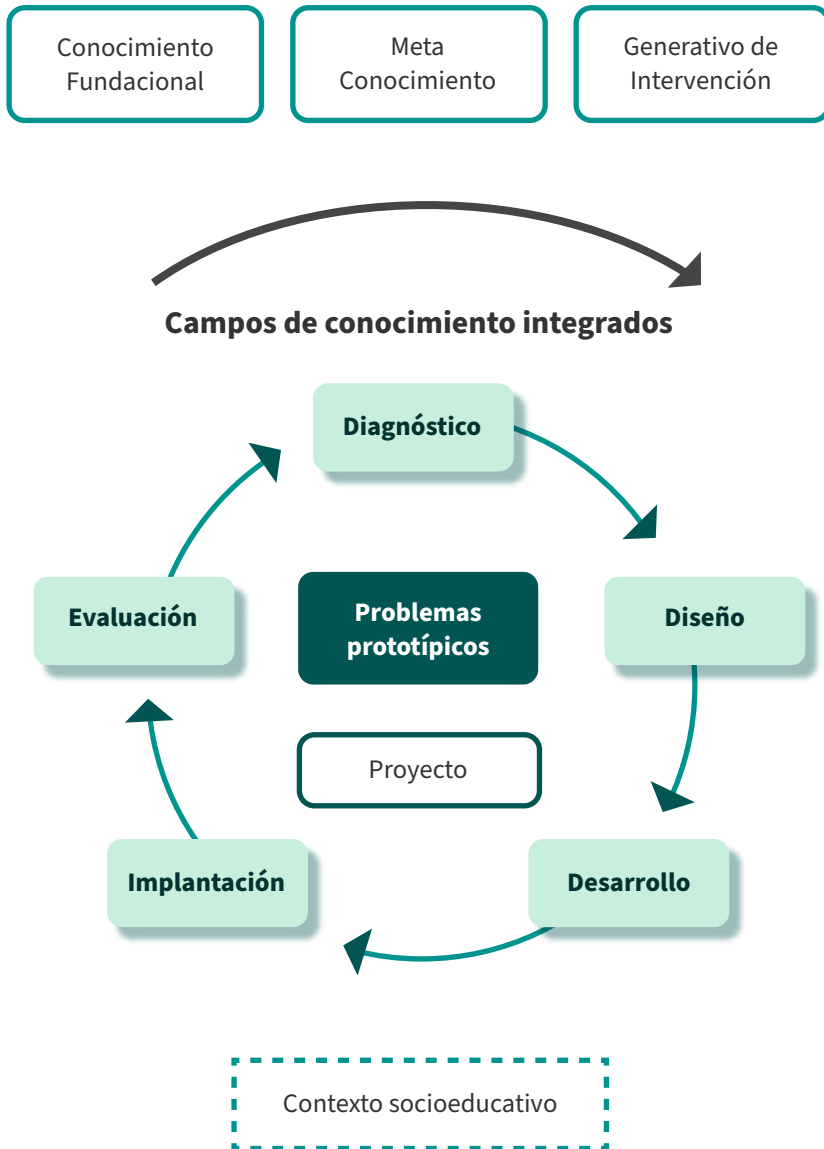 Conocimiento
Fundacional
Meta
Conocimiento
Generativo de
Intervención
Campos de conocimiento integrados
Diagnóstico
Evaluación
Problemas
prototípicos
Diseño
Proyecto
Implantación
Desarrollo
Contexto socioeducativo